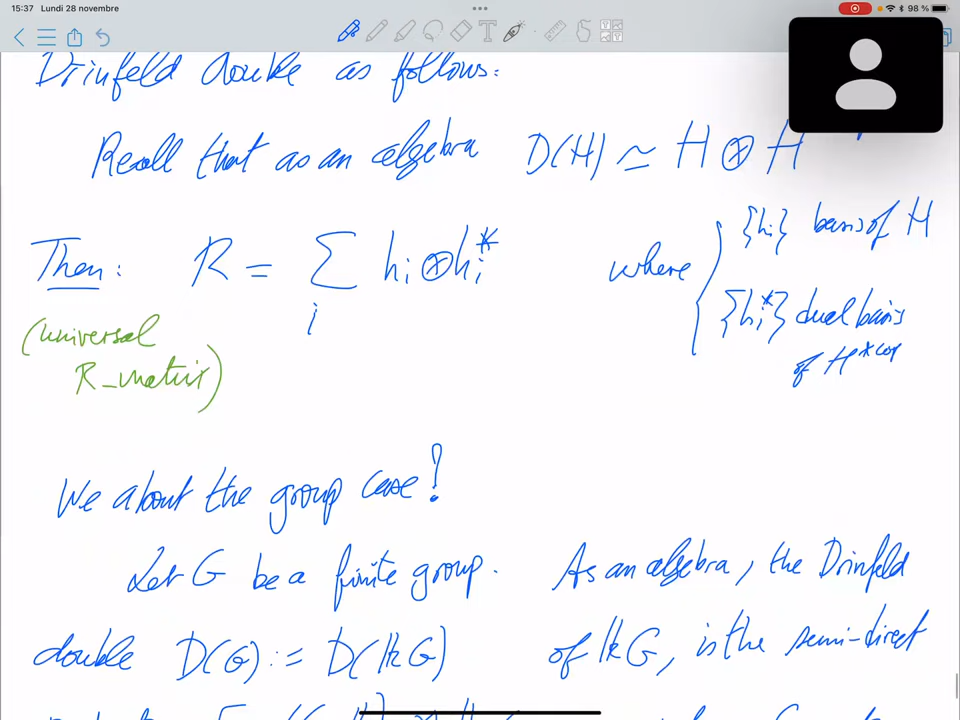 15:37 Lundi 28 novembre
98 %
Drinfeld double as follows:
Recall that as an algebra D(H) ≃ H ⊗ H
Then: R = ∑ᵢ hᵢ ⊗ hᵢ* where { {hᵢ} basis of H
{hᵢ*} dual basis
of H*cop
(universal
R_matrix)
We about the group case?
Let G be a finite group. As an algebra, the Drinfeld
double D(G) := D(kG) of kG, is the semi-direct